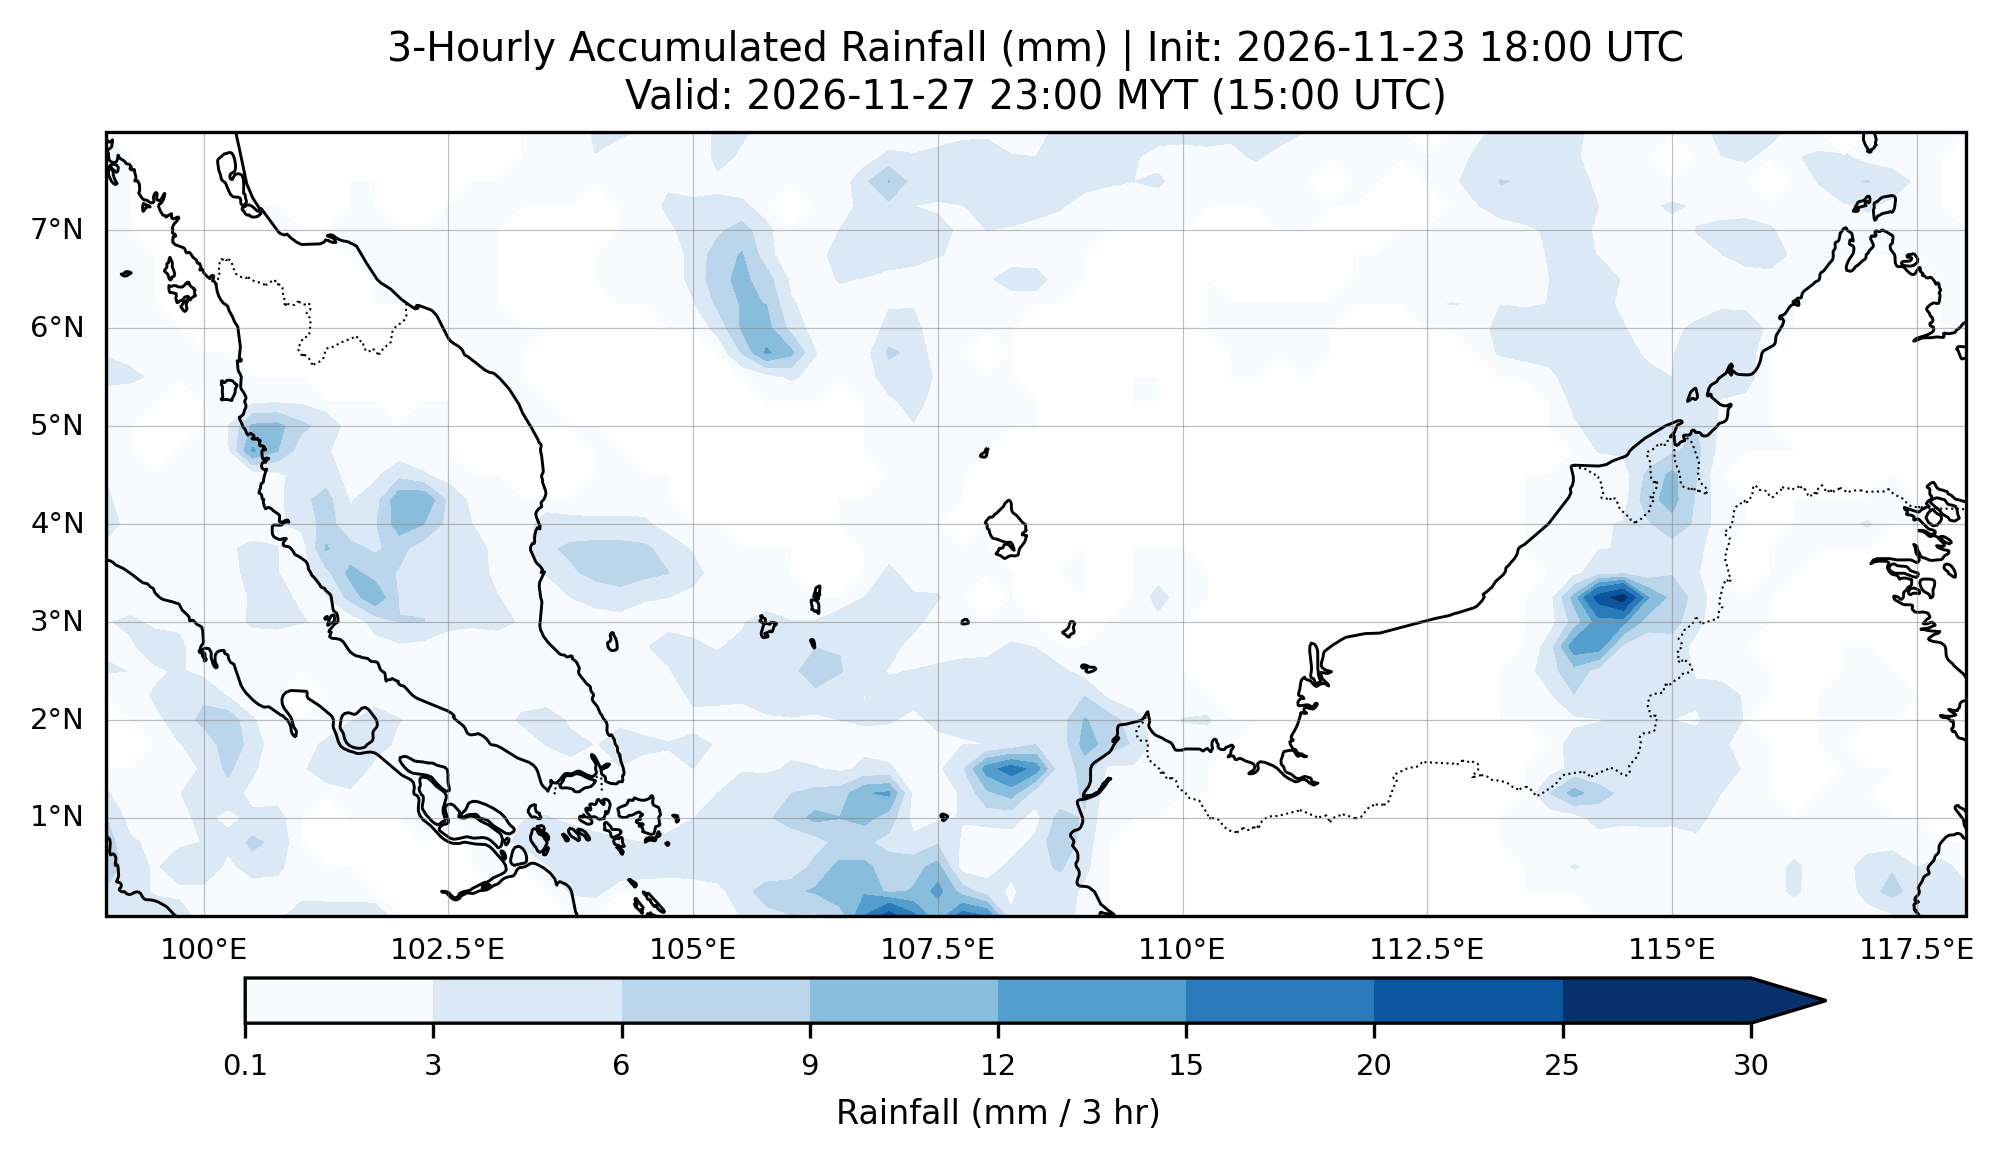 3-Hourly Accumulated Rainfall (mm) | Init: 2026-11-23 18:00 UTC
Valid: 2026-11-27 23:00 MYT (15:00 UTC)
7°N
6°N
5°N
4°N
3°N
2°N
1°N
100°E 102.5°E 105°E 107.5°E 110°E 112.5°E 115°E 117.5°E
0.1 3 6 9 12 15 20 25 30
Rainfall (mm / 3 hr)